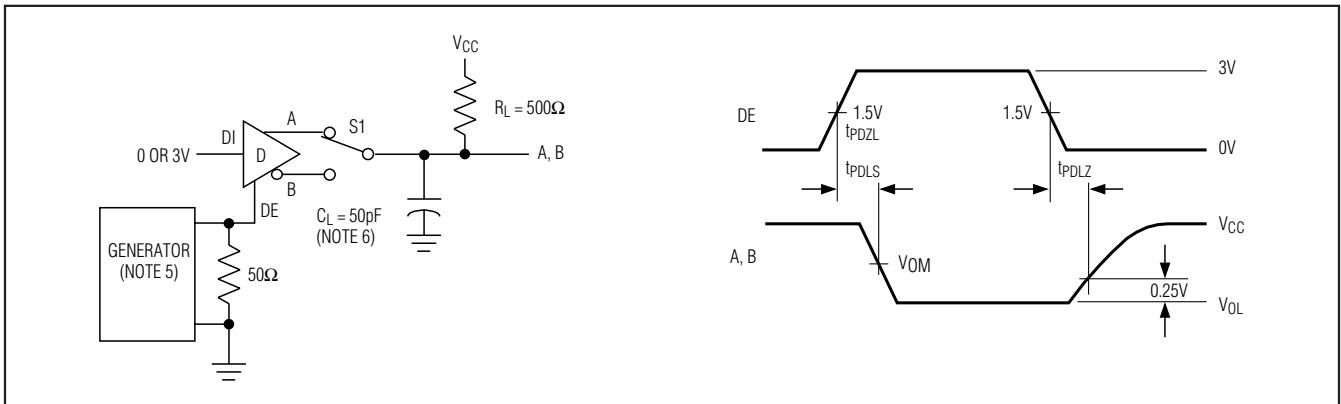 VCC
RL = 500Ω
A
S1
DI
0 OR 3V
D
A, B
B
DE
CL = 50pF
(NOTE 6)
GENERATOR
(NOTE 5)
50Ω
3V
DE
1.5V
1.5V
tPDZL
0V
tPDLS
tPDLZ
VCC
A, B
VOM
0.25V
VOL